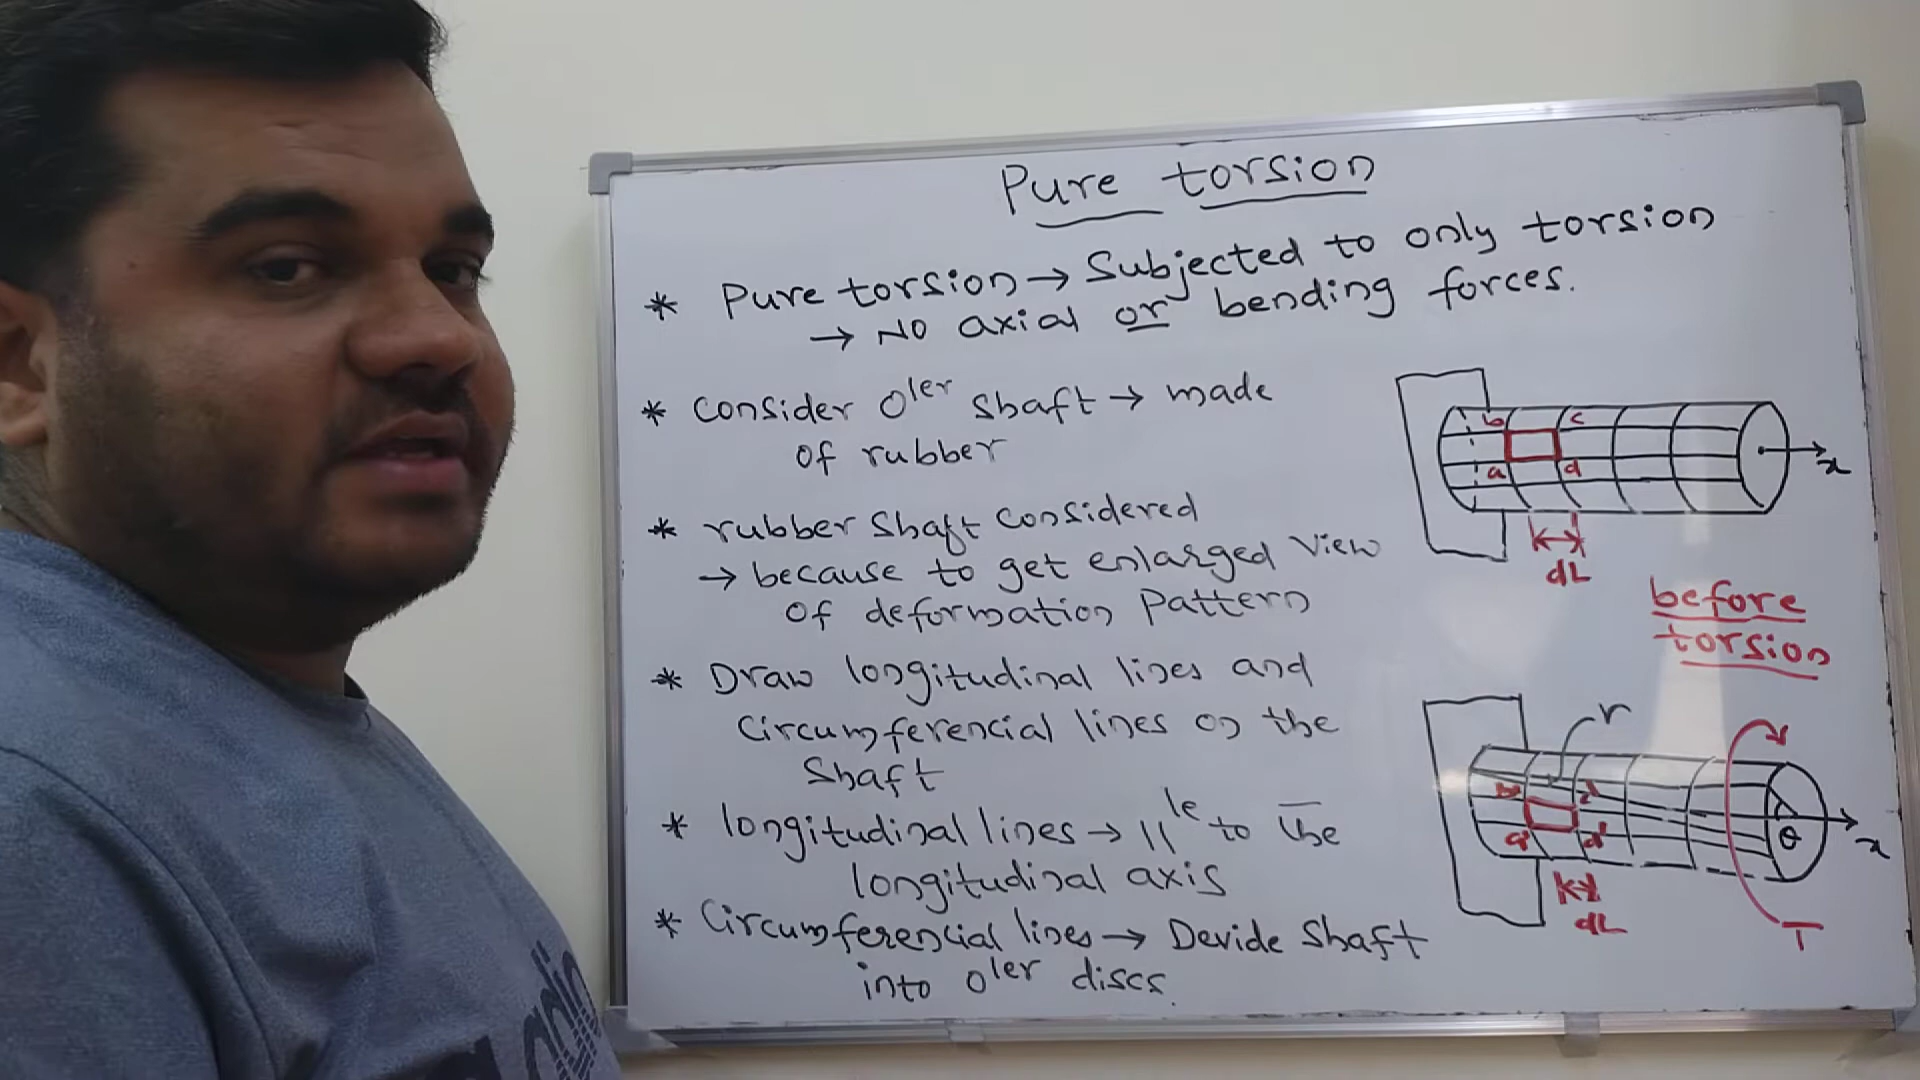 Pure torsion
* Pure torsion → Subjected to only torsion
→ No axial or bending forces.
* Consider Oler shaft → made
of rubber
* rubber shaft considered
→ because to get enlarged view
of deformation pattern
* Draw longitudinal lines and
Circumferencial lines on the
Shaft
* longitudinal lines → ||le to the
longitudinal axis
* Circumferencial lines → Devide Shaft
into Oler discs.
b c
a d
x
dL
before
torsion
r
b' c'
a' d'
θ
x
dL
T